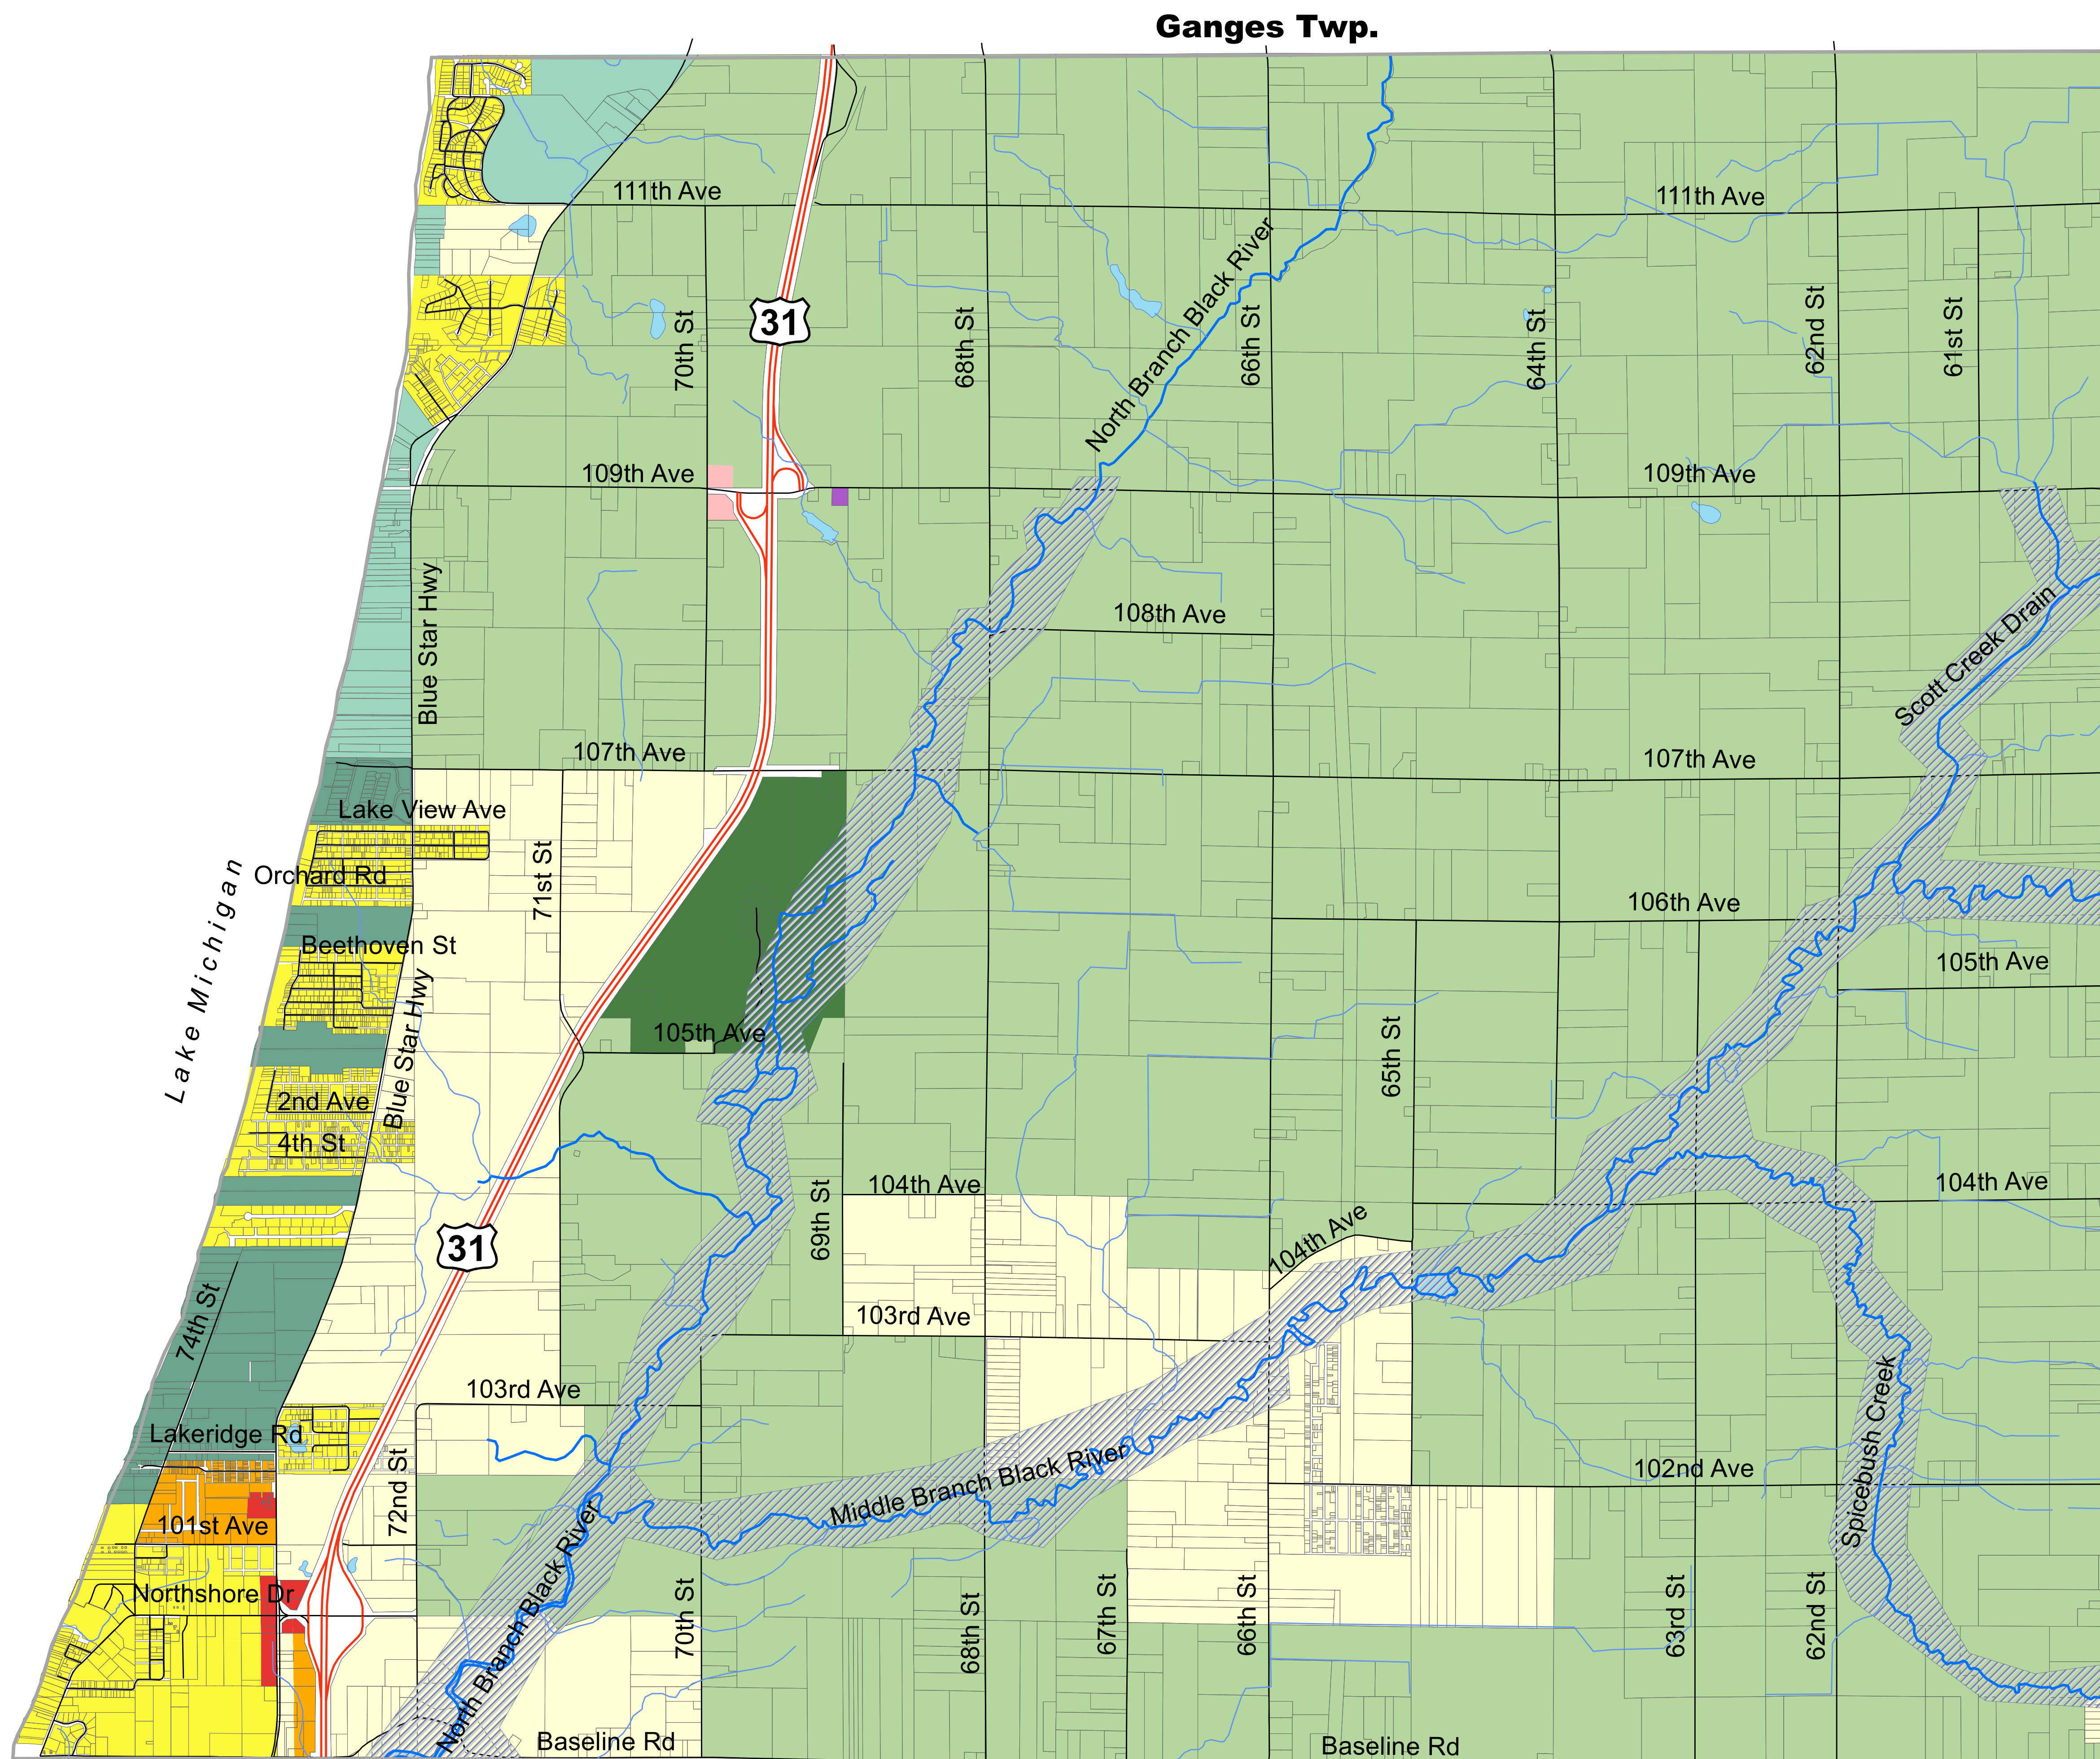 Ganges Twp.
111th Ave
111th Ave
North Branch Black River
31
70th St
68th St
66th St
64th St
62nd St
61st St
109th Ave
109th Ave
Blue Star Hwy
108th Ave
Scott Creek Drain
107th Ave
107th Ave
Lake View Ave
Orchard Rd
71st St
106th Ave
Lake Michigan
Beethoven St
105th Ave
Blue Star Hwy
105th Ave
65th St
2nd Ave
4th St
104th Ave
104th Ave
69th St
104th Ave
31
74th St
103rd Ave
103rd Ave
Lakeridge Rd
Spicebush Creek
72nd St
Middle Branch Black River
102nd Ave
101st Ave
Northshore Dr
North Branch Black River
70th St
68th St
67th St
66th St
63rd St
62nd St
Baseline Rd
Baseline Rd